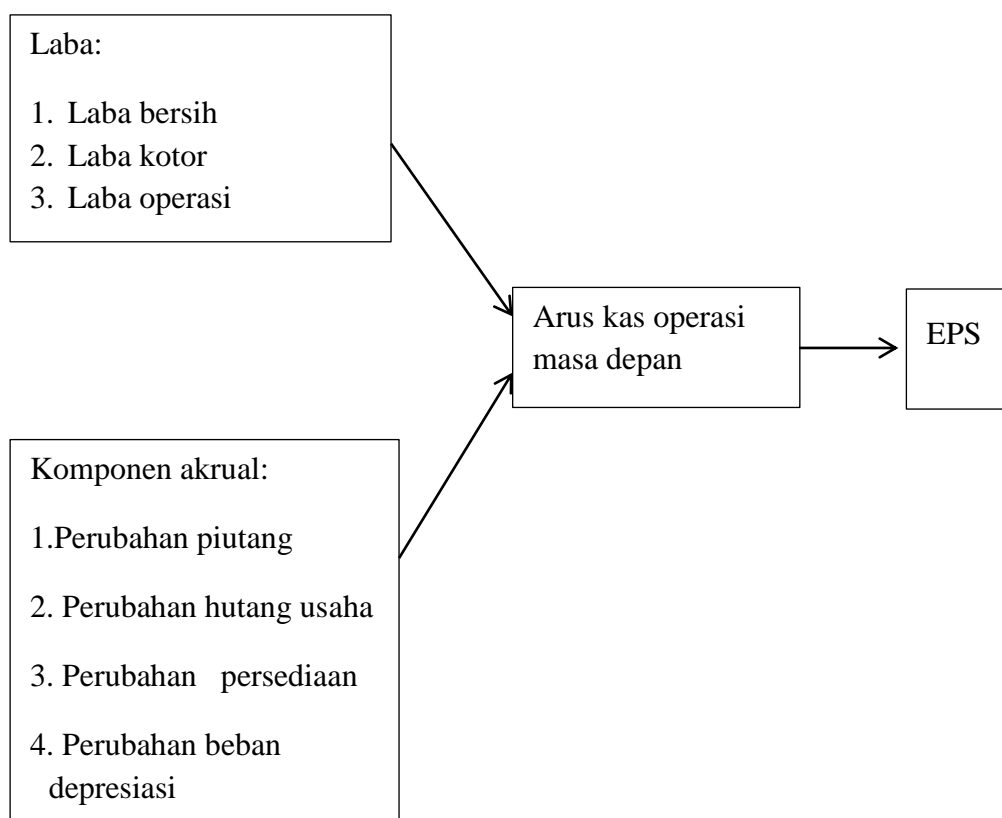 Laba:
1. Laba bersih
2. Laba kotor
3. Laba operasi
Arus kas operasi
masa depan
EPS
Komponen akrual:
1.Perubahan piutang
2. Perubahan hutang usaha
3. Perubahan persediaan
4. Perubahan beban
depresiasi